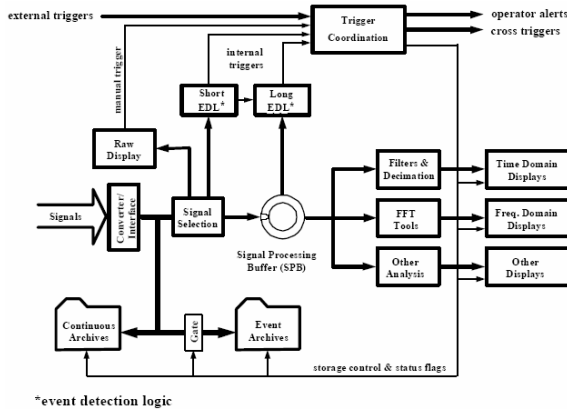 external triggers
Trigger
Coordination
operator alerts
cross triggers
manual trigger
internal
triggers
Short
EDL*
Long
EDL*
Raw
Display
Signals
Converter/
Interface
Signal
Selection
Signal Processing
Buffer (SPB)
Filters &
Decimation
Time Domain
Displays
FFT
Tools
Freq. Domain
Displays
Other
Analysis
Other
Displays
Continuous
Archives
Gate
Event
Archives
storage control & status flags
*event detection logic